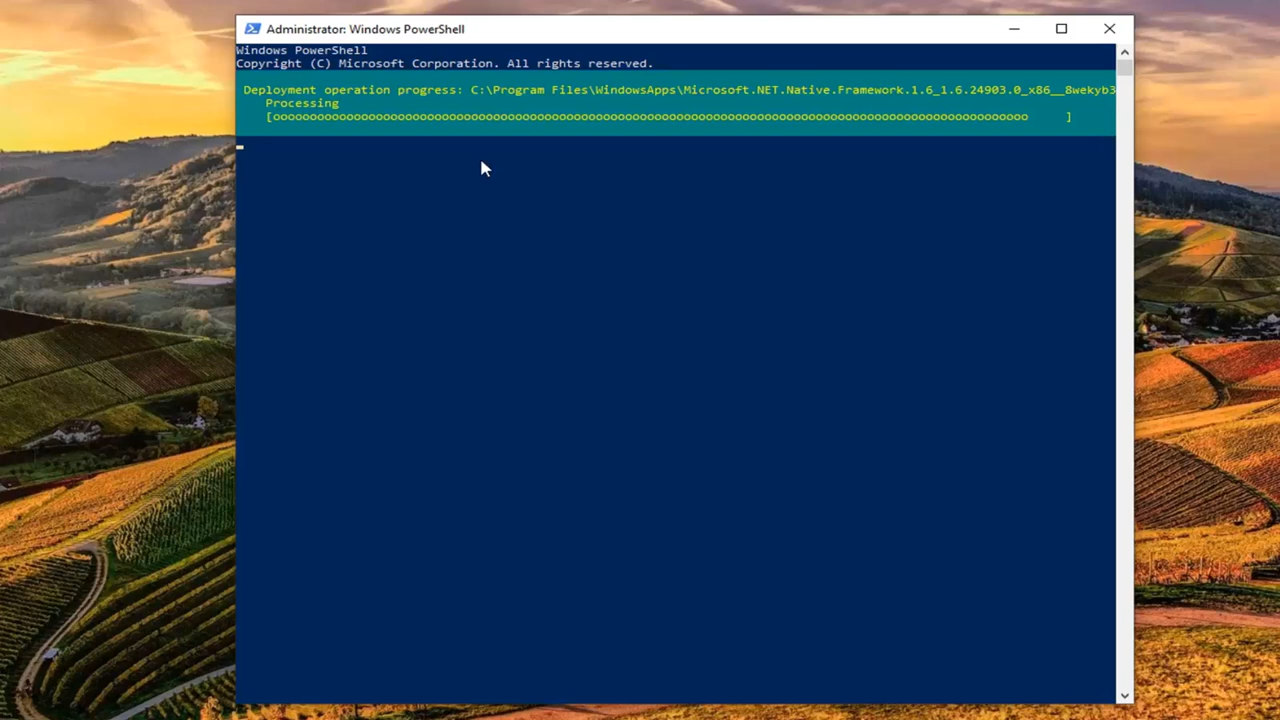 Administrator: Windows PowerShell
Windows PowerShell
Copyright (C) Microsoft Corporation. All rights reserved.
Deployment operation progress: C:\Program Files\WindowsApps\Microsoft.NET.Native.Framework.1.6_1.6.24903.0_x86__8wekyb3
Processing
[ooooooooooooooooooooooooooooooooooooooooooooooooooooooooooooooooooooooooooooooooooooooooooooooooooooooo     ]